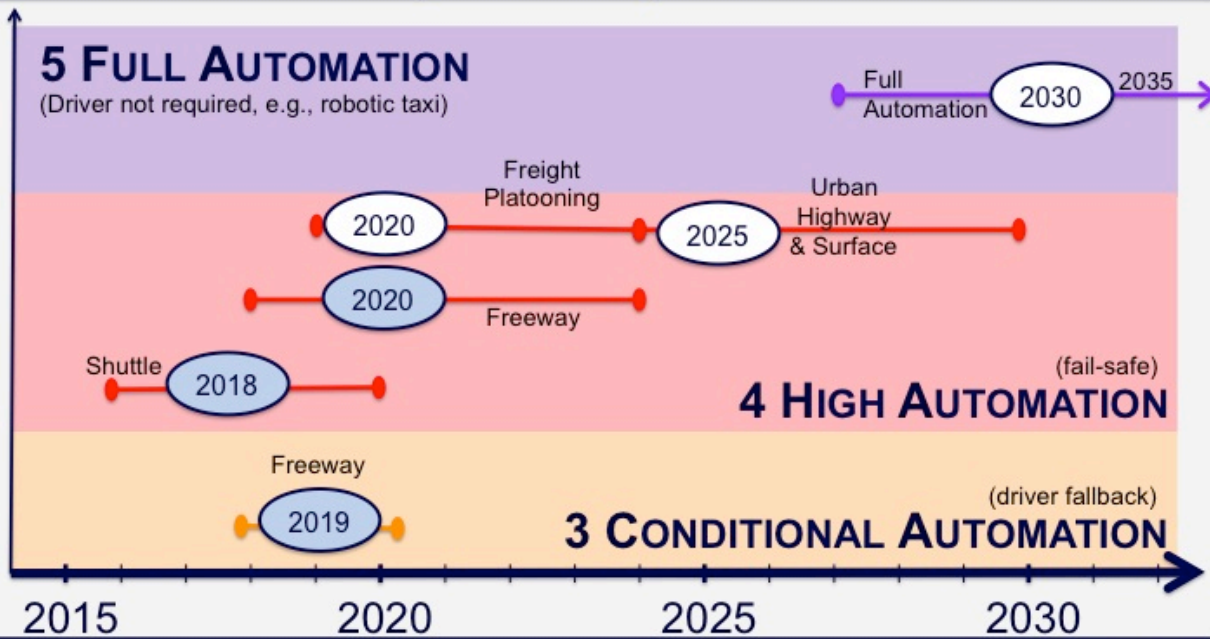 5 FULL AUTOMATION
(Driver not required, e.g., robotic taxi)
Full
Automation
2030
2035
Freight
Platooning
2020
Urban
Highway
& Surface
2025
2020
Freeway
Shuttle
2018
(fail-safe)
4 HIGH AUTOMATION
Freeway
2019
(driver fallback)
3 CONDITIONAL AUTOMATION
2015 2020 2025 2030